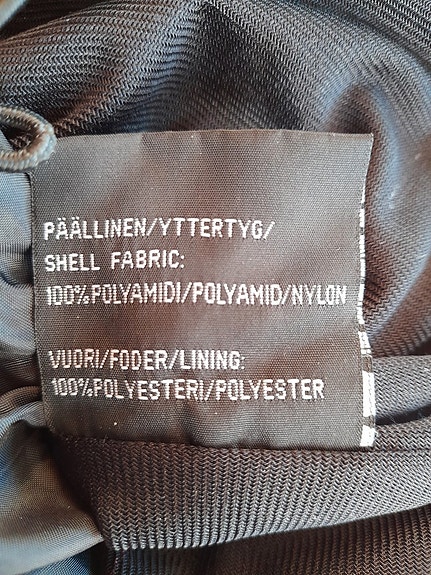 PÄÄLLINEN/YTTERTYG/
SHELL FABRIC:
100%POLYAMIDI/POLYAMID/NYLON
VUORI/FODER/LINING:
100%POLYESTERI/POLYESTER